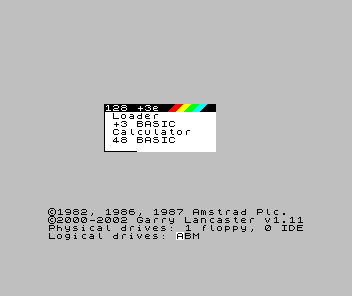 128 +3e
Loader
+3 BASIC
Calculator
48 BASIC
©1982, 1986, 1987 Amstrad Plc.
©2000-2002 Garry Lancaster v1.11
Physical drives: 1 floppy, 0 IDE
Logical drives: ABM